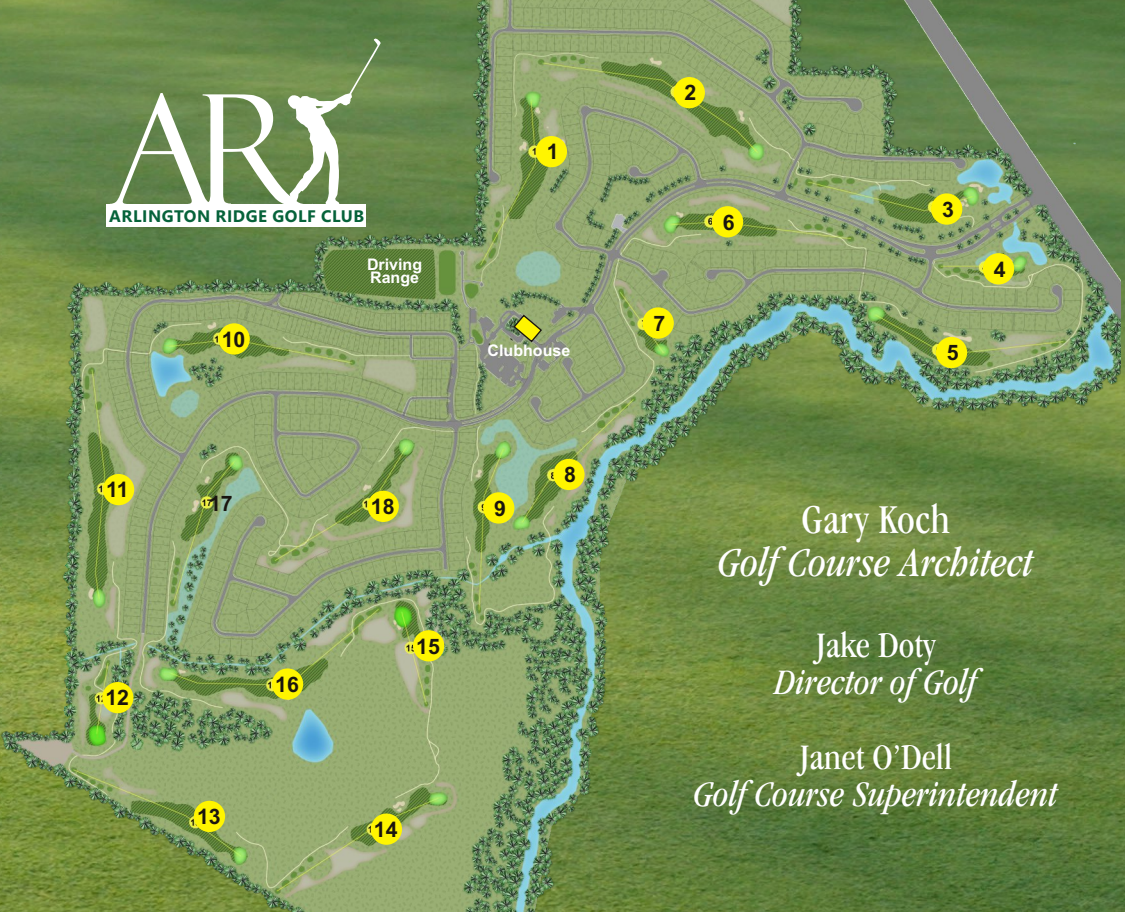 AR
ARLINGTON RIDGE GOLF CLUB
Driving
Range
Clubhouse
1
2
3
4
5
6
7
8
9
10
11
12
13
14
15
16
17
18
Gary Koch
Golf Course Architect
Jake Doty
Director of Golf
Janet O’Dell
Golf Course Superintendent